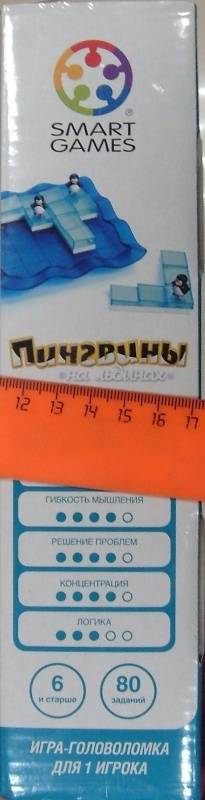 SMART
GAMES
®
Пингвины
на льдинах
12 13 14 15 16 17
ГИБКОСТЬ МЫШЛЕНИЯ
РЕШЕНИЕ ПРОБЛЕМ
КОНЦЕНТРАЦИЯ
ЛОГИКА
6
и старше
80
заданий
ИГРА-ГОЛОВОЛОМКА
ДЛЯ 1 ИГРОКА